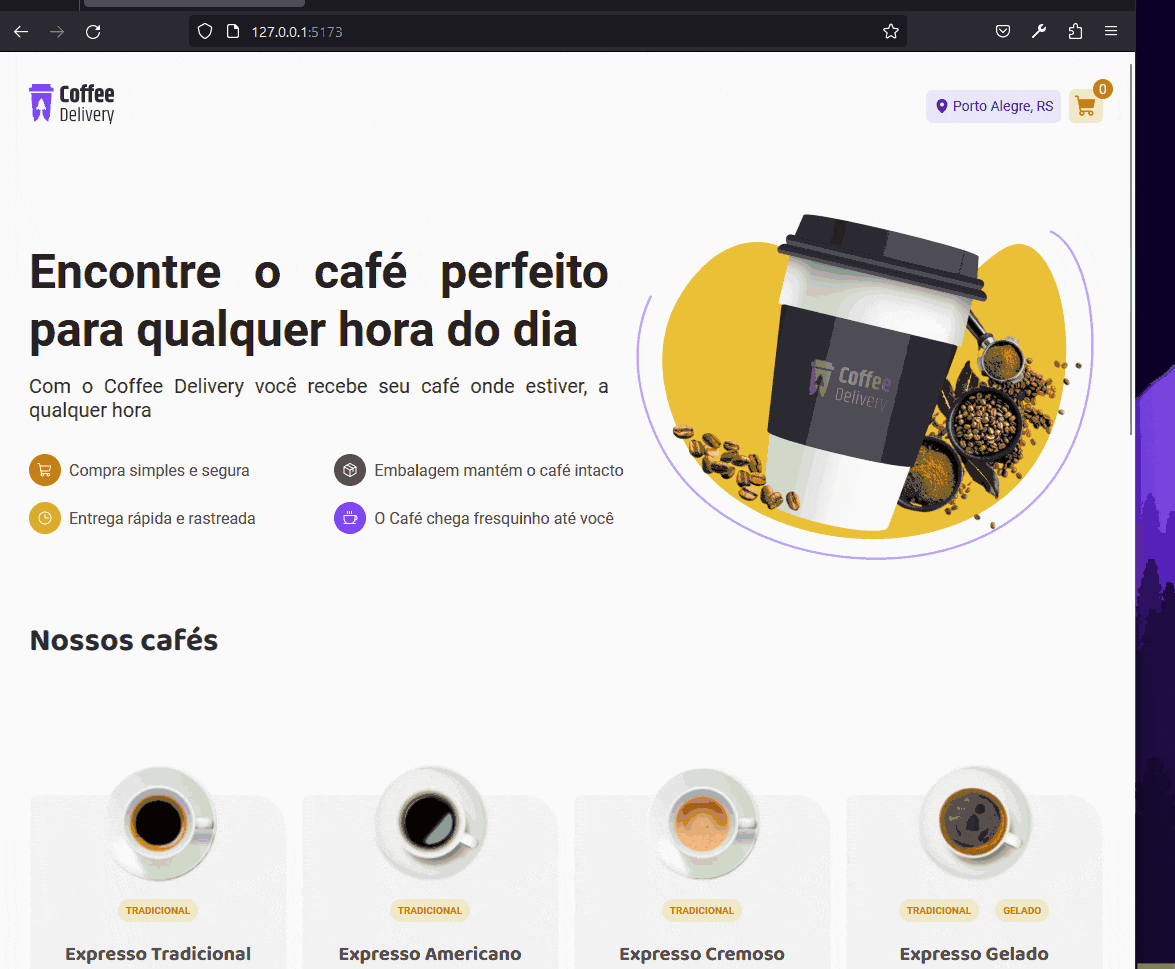 127.0.0.1:5173
Coffee
Delivery
Porto Alegre, RS
0
Encontre o café perfeito
para qualquer hora do dia
Com o Coffee Delivery você recebe seu café onde estiver, a
qualquer hora
Compra simples e segura
Embalagem mantém o café intacto
Entrega rápida e rastreada
O Café chega fresquinho até você
Coffee
Delivery
Nossos cafés
TRADICIONAL
TRADICIONAL
TRADICIONAL
TRADICIONAL
GELADO
Expresso Tradicional
Expresso Americano
Expresso Cremoso
Expresso Gelado